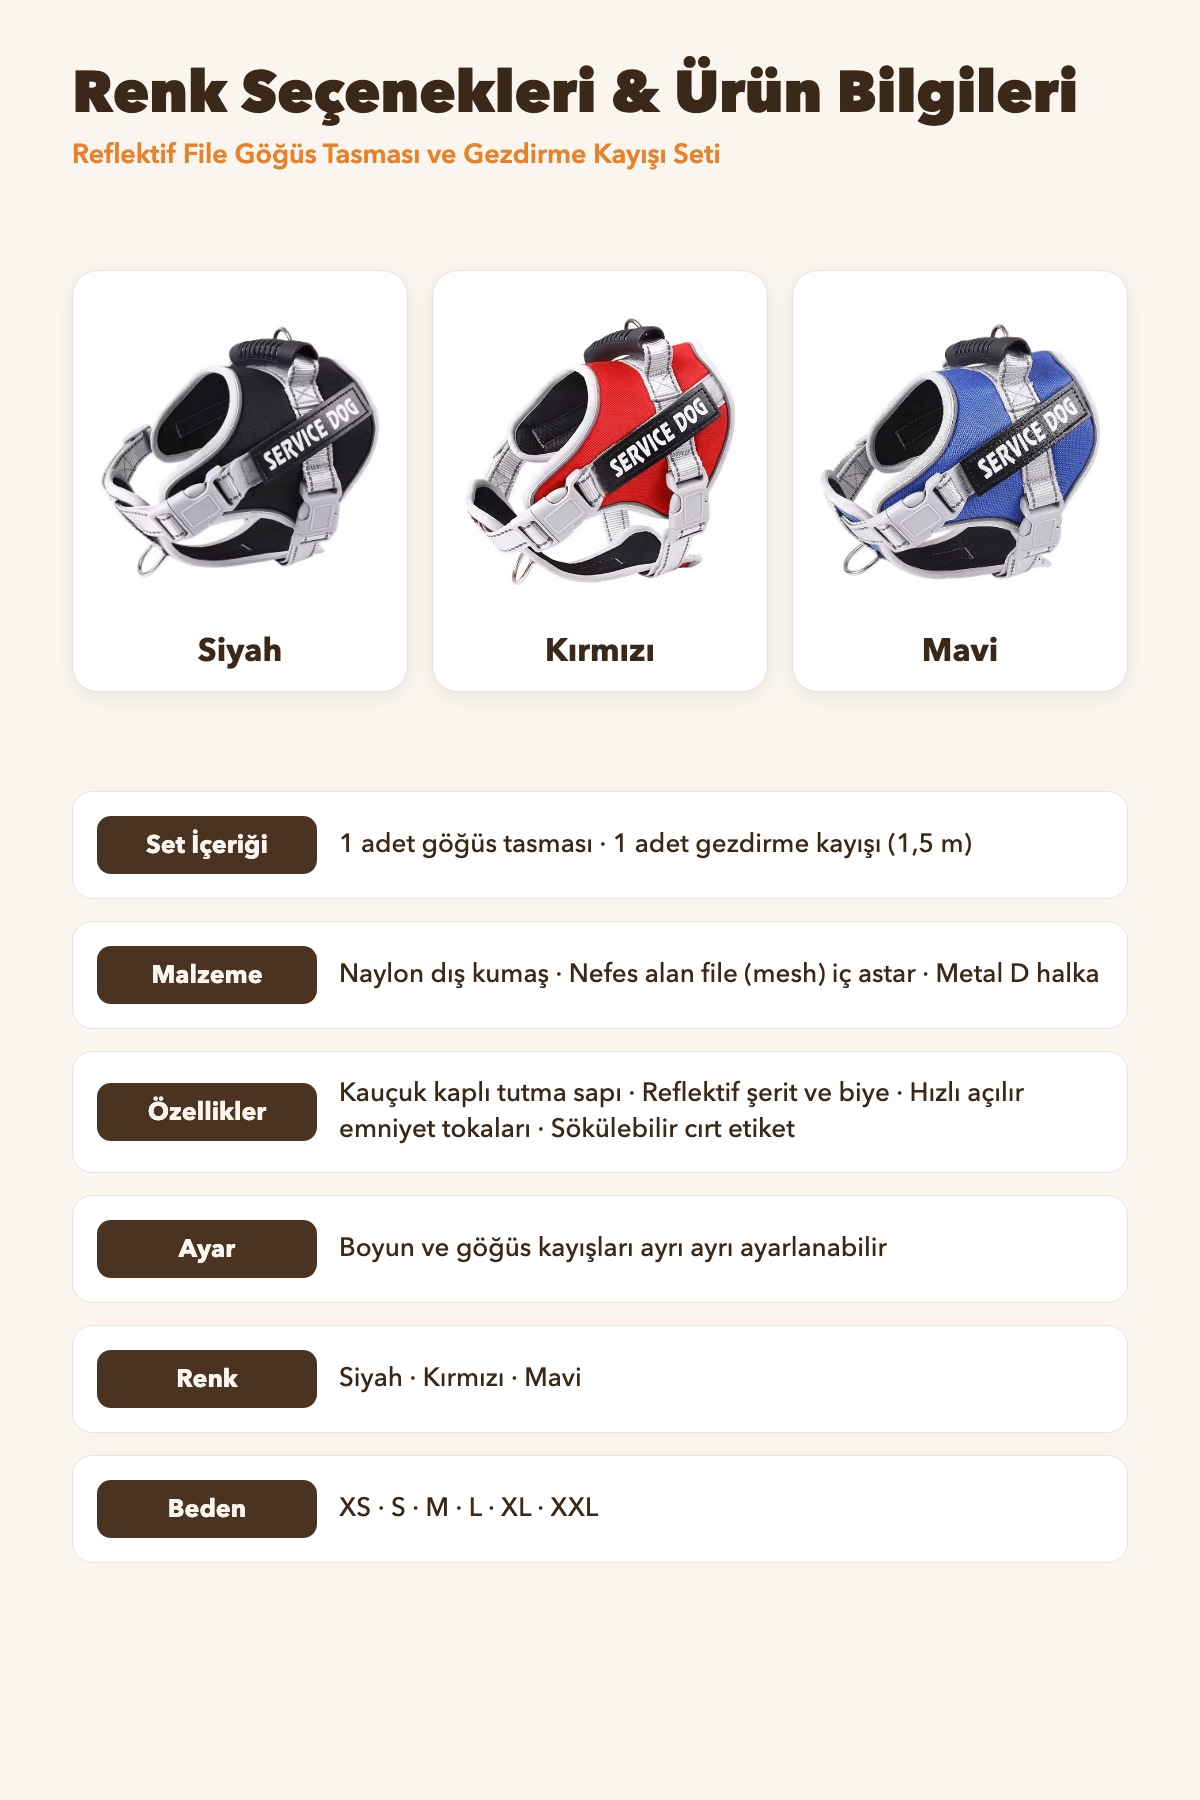 Renk Seçenekleri & Ürün Bilgileri
Reflektif File Göğüs Tasması ve Gezdirme Kayışı Seti
SERVICE DOG
SERVICE DOG
SERVICE DOG
Siyah
Kırmızı
Mavi
Set İçeriği
1 adet göğüs tasması · 1 adet gezdirme kayışı (1,5 m)
Malzeme
Naylon dış kumaş · Nefes alan file (mesh) iç astar · Metal D halka
Özellikler
Kauçuk kaplı tutma sapı · Reflektif şerit ve biye · Hızlı açılır
emniyet tokaları · Sökülebilir cırt etiket
Ayar
Boyun ve göğüs kayışları ayrı ayrı ayarlanabilir
Renk
Siyah · Kırmızı · Mavi
Beden
XS · S · M · L · XL · XXL